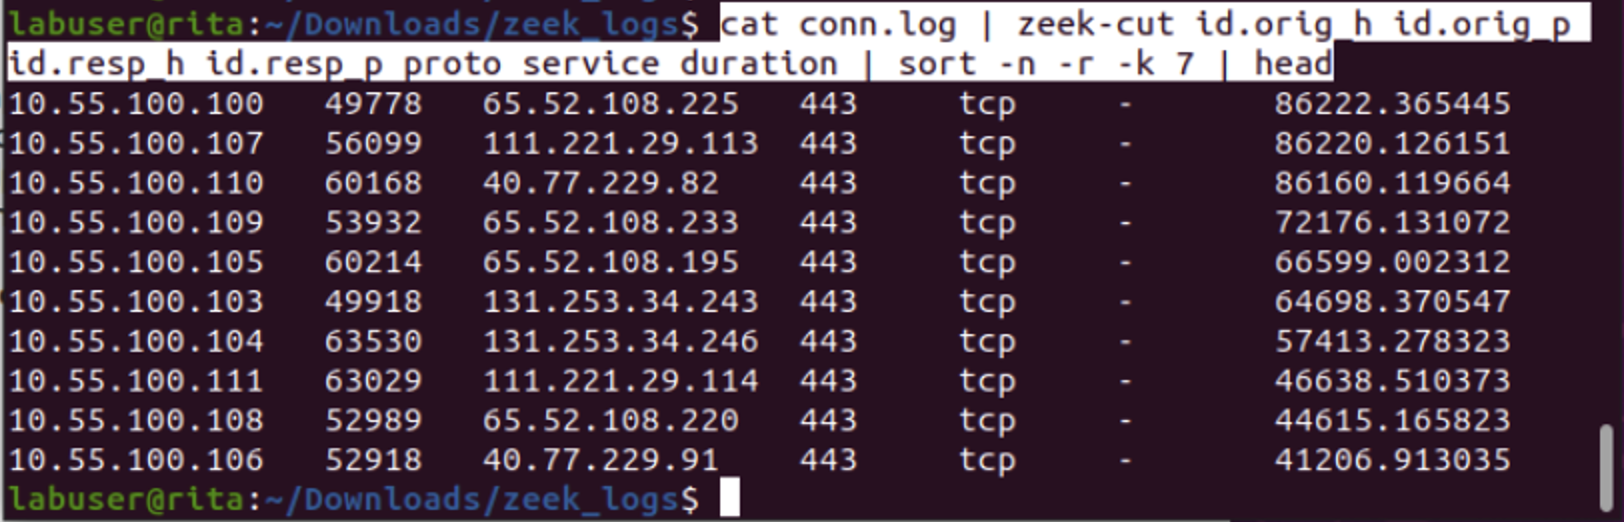 labuser@rita:~/Downloads/zeek_logs$ cat conn.log | zeek-cut id.orig_h id.orig_p
id.resp_h id.resp_p proto service duration | sort -n -r -k 7 | head
10.55.100.100 49778 65.52.108.225 443 tcp - 86222.365445
10.55.100.107 56099 111.221.29.113 443 tcp - 86220.126151
10.55.100.110 60168 40.77.229.82 443 tcp - 86160.119664
10.55.100.109 53932 65.52.108.233 443 tcp - 72176.131072
10.55.100.105 60214 65.52.108.195 443 tcp - 66599.002312
10.55.100.103 49918 131.253.34.243 443 tcp - 64698.370547
10.55.100.104 63530 131.253.34.246 443 tcp - 57413.278323
10.55.100.111 63029 111.221.29.114 443 tcp - 46638.510373
10.55.100.108 52989 65.52.108.220 443 tcp - 44615.165823
10.55.100.106 52918 40.77.229.91 443 tcp - 41206.913035
labuser@rita:~/Downloads/zeek_logs$